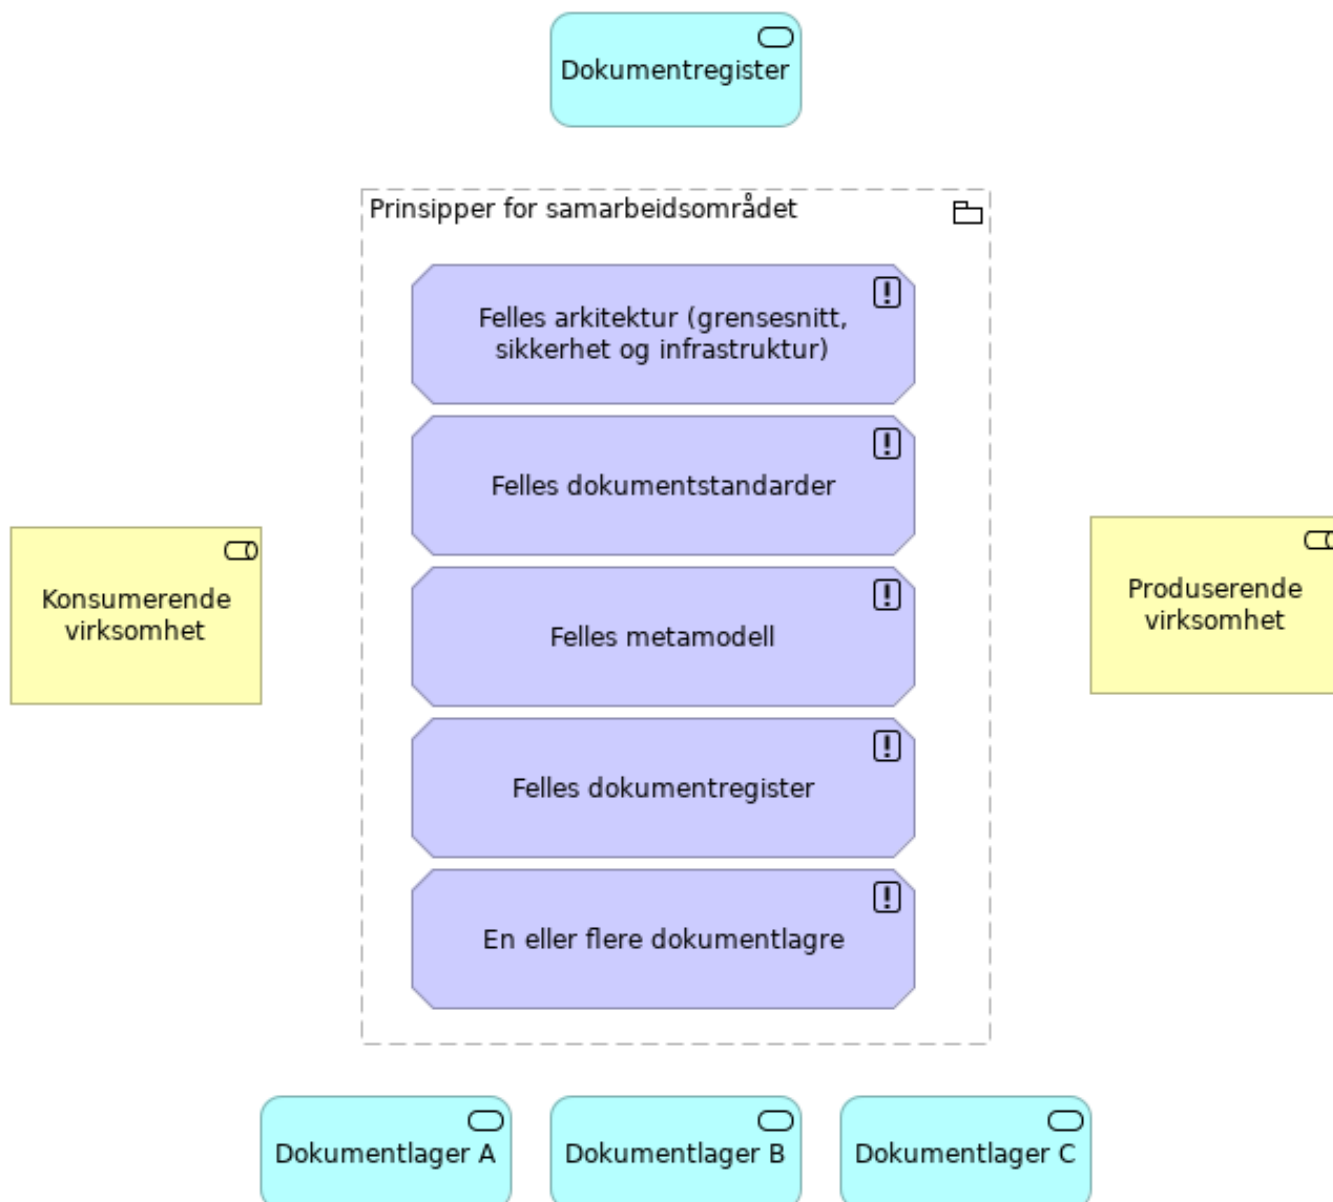 Dokumentregister
Prinsipper for samarbeidsområdet
Felles arkitektur (grensesnitt,
sikkerhet og infrastruktur)
Felles dokumentstandarder
Konsumerende
virksomhet
Produserende
virksomhet
Felles metamodell
Felles dokumentregister
En eller flere dokumentlagre
Dokumentlager A
Dokumentlager B
Dokumentlager C